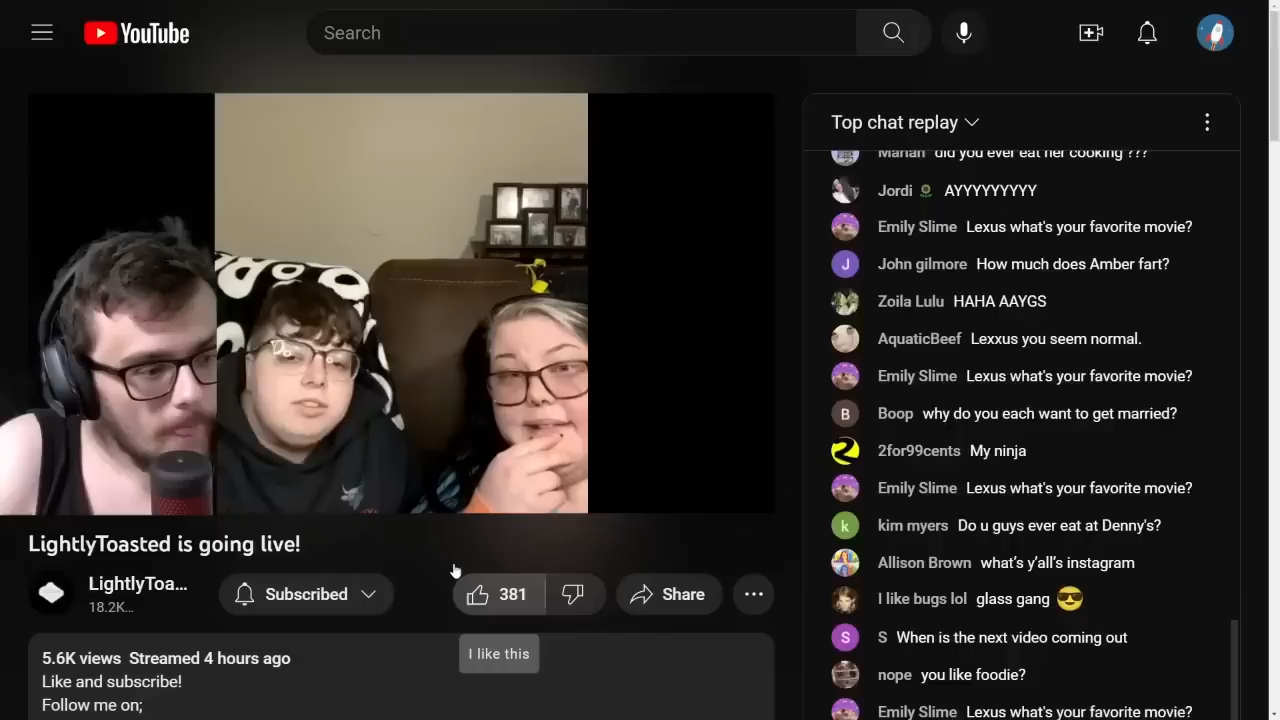 YouTube
Search
Top chat replay
Marian did you ever eat her cooking ???
Jordi AYYYYYYYYY
Emily Slime Lexus what's your favorite movie?
John gilmore How much does Amber fart?
Zoila Lulu HAHA AAYGS
AquaticBeef Lexxus you seem normal.
Emily Slime Lexus what's your favorite movie?
B
Boop why do you each want to get married?
2for99cents My ninja
Emily Slime Lexus what's your favorite movie?
k
kim myers Do u guys ever eat at Denny's?
Allison Brown what’s y’all’s instagram
I like bugs lol glass gang 😎
S
S When is the next video coming out
nope you like foodie?
Emily Slime Lexus what's your favorite movie?
J
LightlyToasted is going live!
LightlyToa...
18.2K...
Subscribed
381
Share
I like this
5.6K views Streamed 4 hours ago
Like and subscribe!
Follow me on;